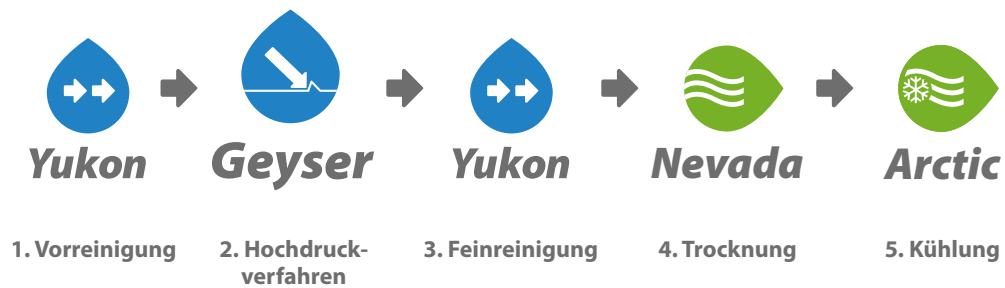 Yukon
Geyser
Yukon
Nevada
Arctic
1. Vorreinigung
2. Hochdruck-
verfahren
3. Feinreinigung
4. Trocknung
5. Kühlung